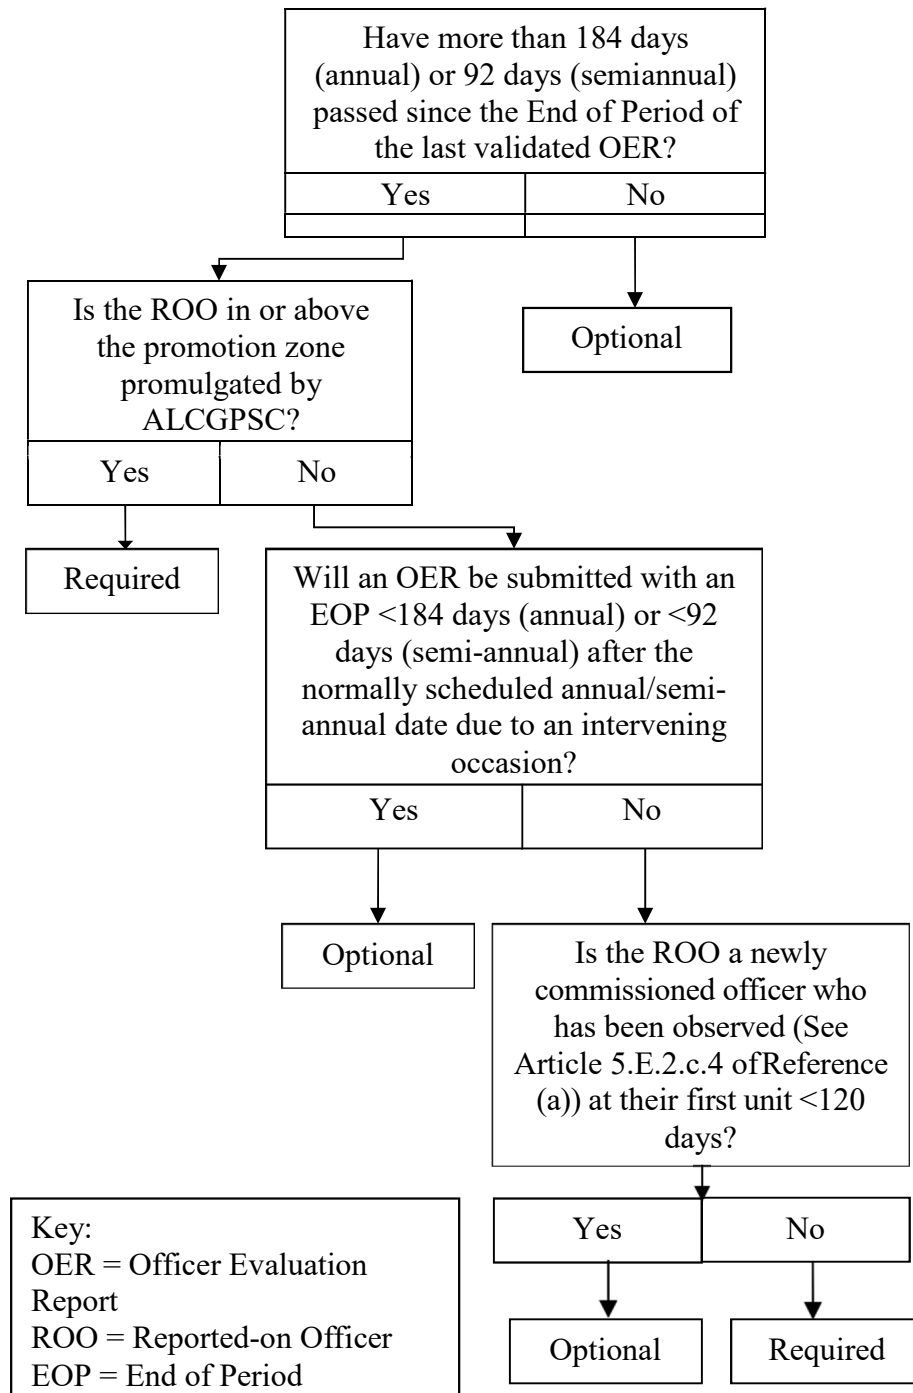 Have more than 184 days
(annual) or 92 days (semiannual)
passed since the End of Period of
the last validated OER?
Yes
No
Optional
Is the ROO in or above
the promotion zone
promulgated by
ALCGPSC?
Yes
No
Required
Will an OER be submitted with an
EOP <184 days (annual) or <92
days (semi-annual) after the
normally scheduled annual/semi-
annual date due to an intervening
occasion?
Yes
No
Optional
Is the ROO a newly
commissioned officer who
has been observed (See
Article 5.E.2.c.4 ofReference
(a)) at their first unit <120
days?
Yes
No
Optional
Required
Key:
OER = Officer Evaluation
Report
ROO = Reported-on Officer
EOP = End of Period